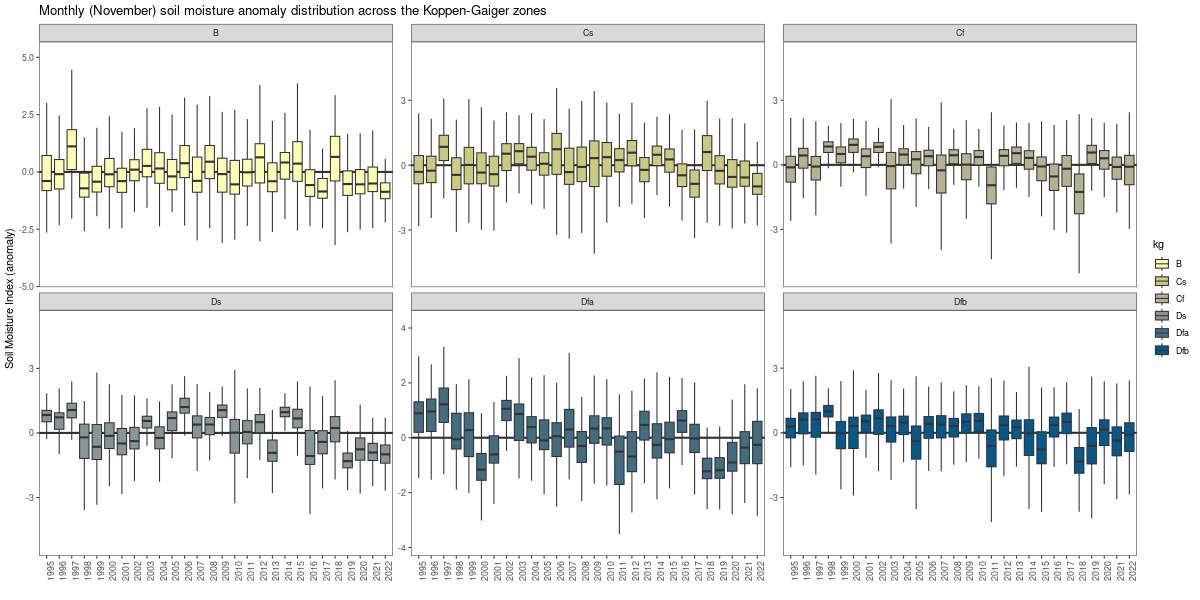 Monthly (November) soil moisture anomaly distribution across the Koppen-Gaiger zones
B
Cs
Cf
5.0
2.5
0.0
-2.5
-5.0
3
0
-3
3
0
-3
Ds
Dfa
Dfb
3
0
-3
4
2
0
-2
-4
3
0
-3
Soil Moisture Index (anomaly)
1995 1996 1997 1998 1999 2000 2001 2002 2003 2004 2005 2006 2007 2008 2009 2010 2011 2012 2013 2014 2015 2016 2017 2018 2019 2020 2021 2022
1995 1996 1997 1998 1999 2000 2001 2002 2003 2004 2005 2006 2007 2008 2009 2010 2011 2012 2013 2014 2015 2016 2017 2018 2019 2020 2021 2022
1995 1996 1997 1998 1999 2000 2001 2002 2003 2004 2005 2006 2007 2008 2009 2010 2011 2012 2013 2014 2015 2016 2017 2018 2019 2020 2021 2022
kg
B
Cs
Cf
Ds
Dfa
Dfb